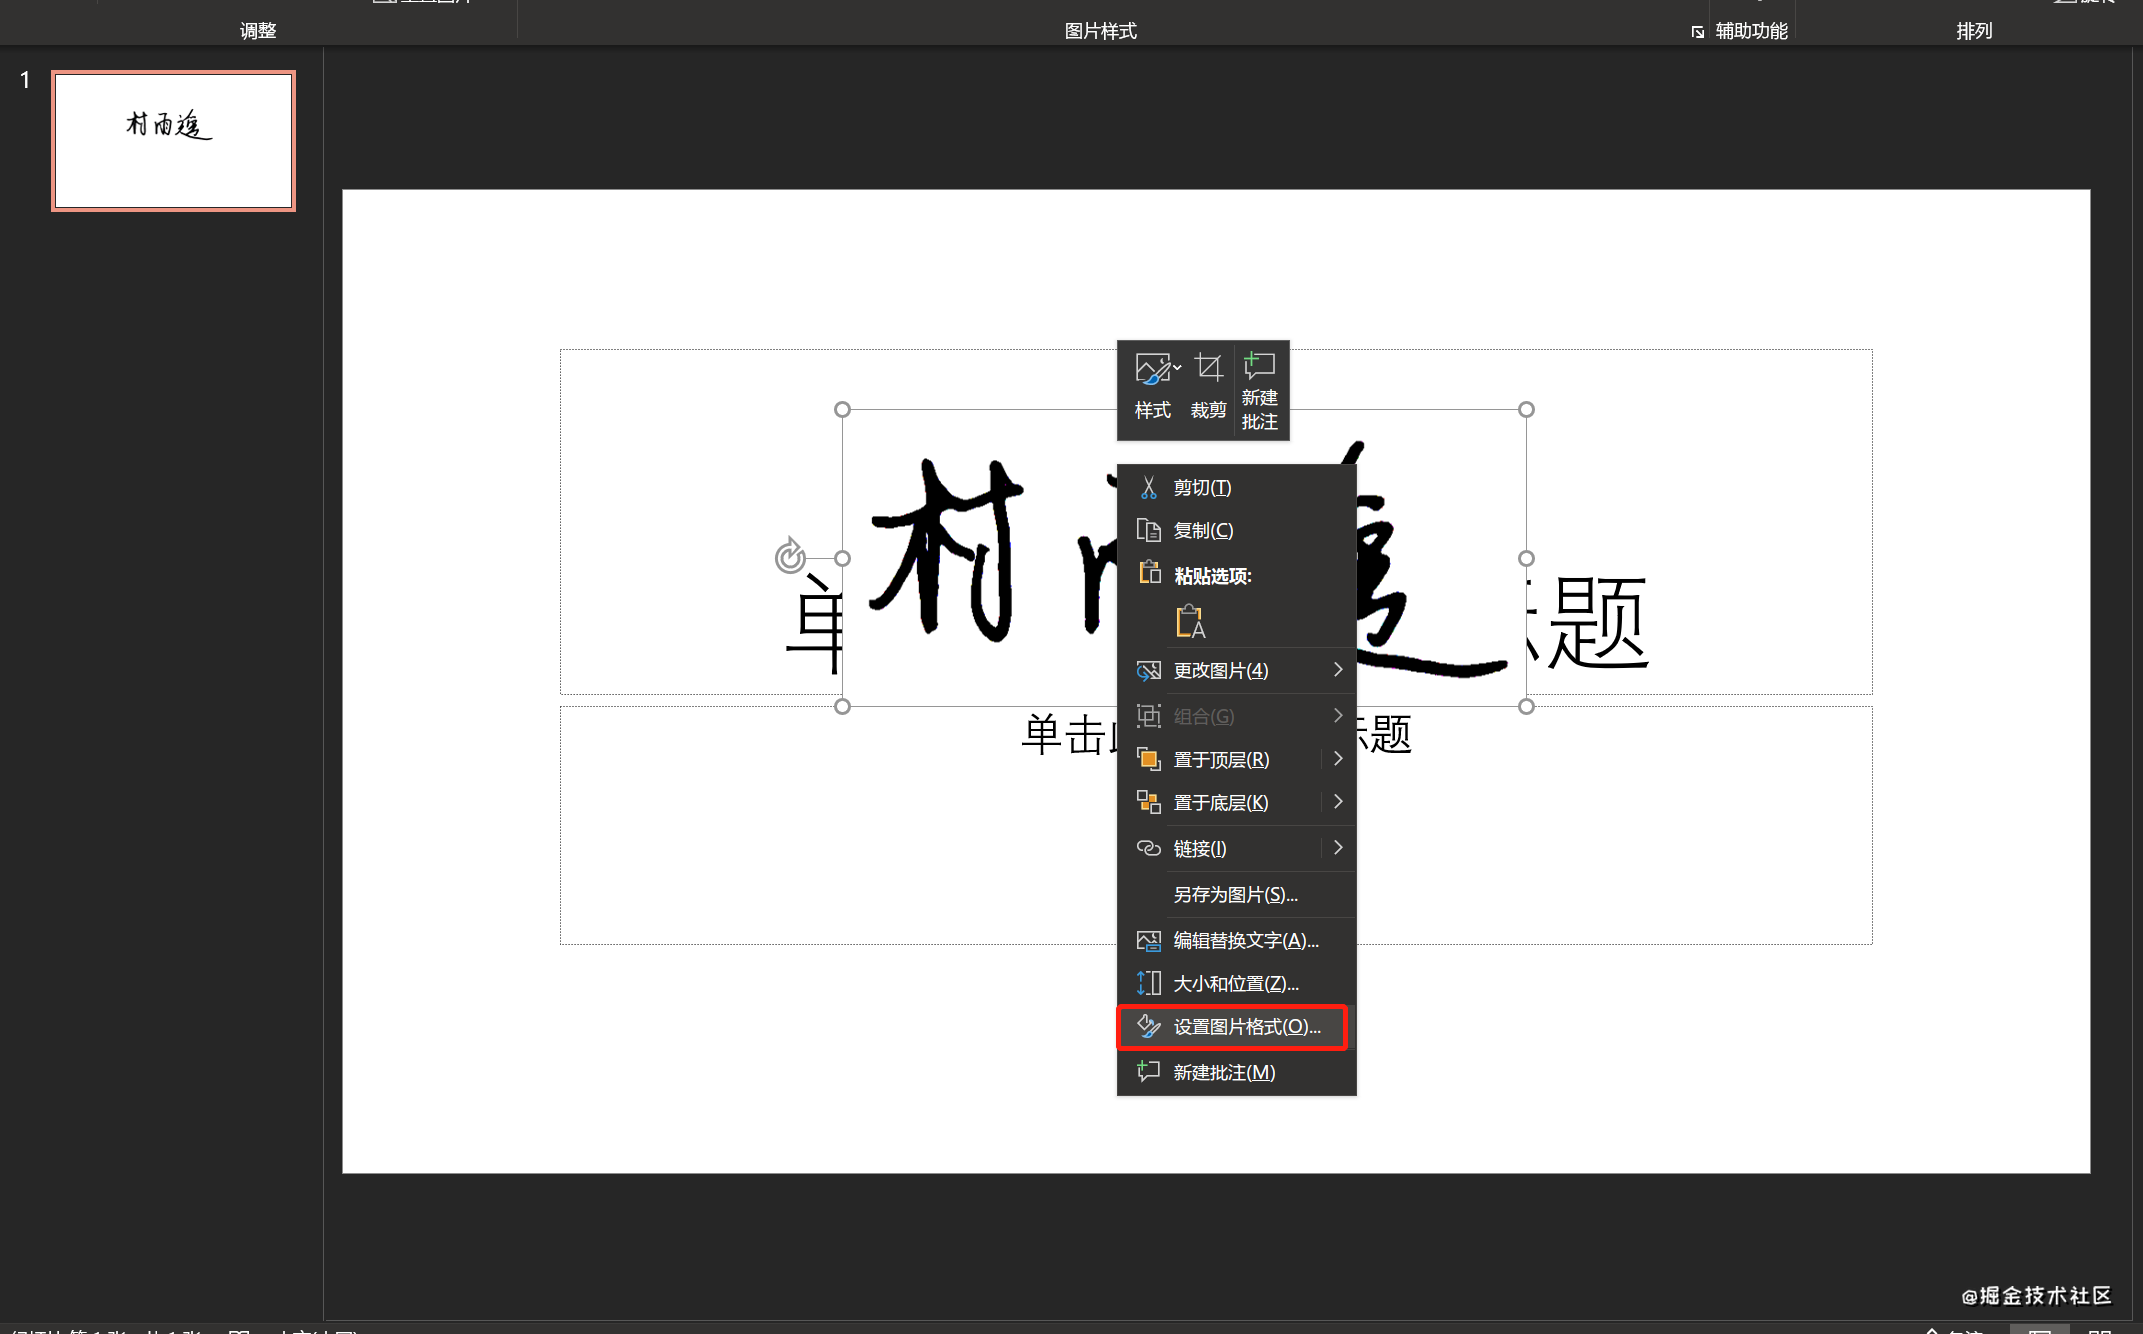 调整
图片样式
辅助功能
排列
1
村雨遥
样式
裁剪
新建
批注
村雨
单
标题
单击此
标题
剪切(T)
复制(C)
粘贴选项:
更改图片(4)
组合(G)
置于顶层(R)
置于底层(K)
链接(I)
另存为图片(S)...
编辑替换文字(A)...
大小和位置(Z)...
设置图片格式(O)...
新建批注(M)
@掘金技术社区